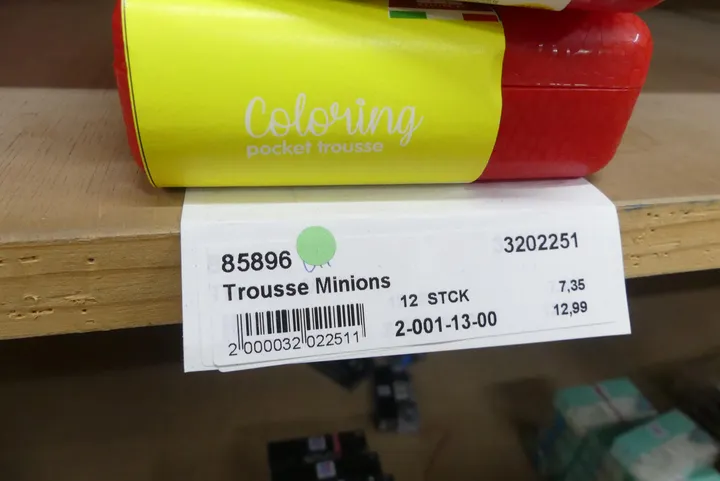 Coloring
pocket trousse
85896
3202251
Trousse Minions
12 STCK
7,35
2-001-13-00
12,99
2 000032 022511